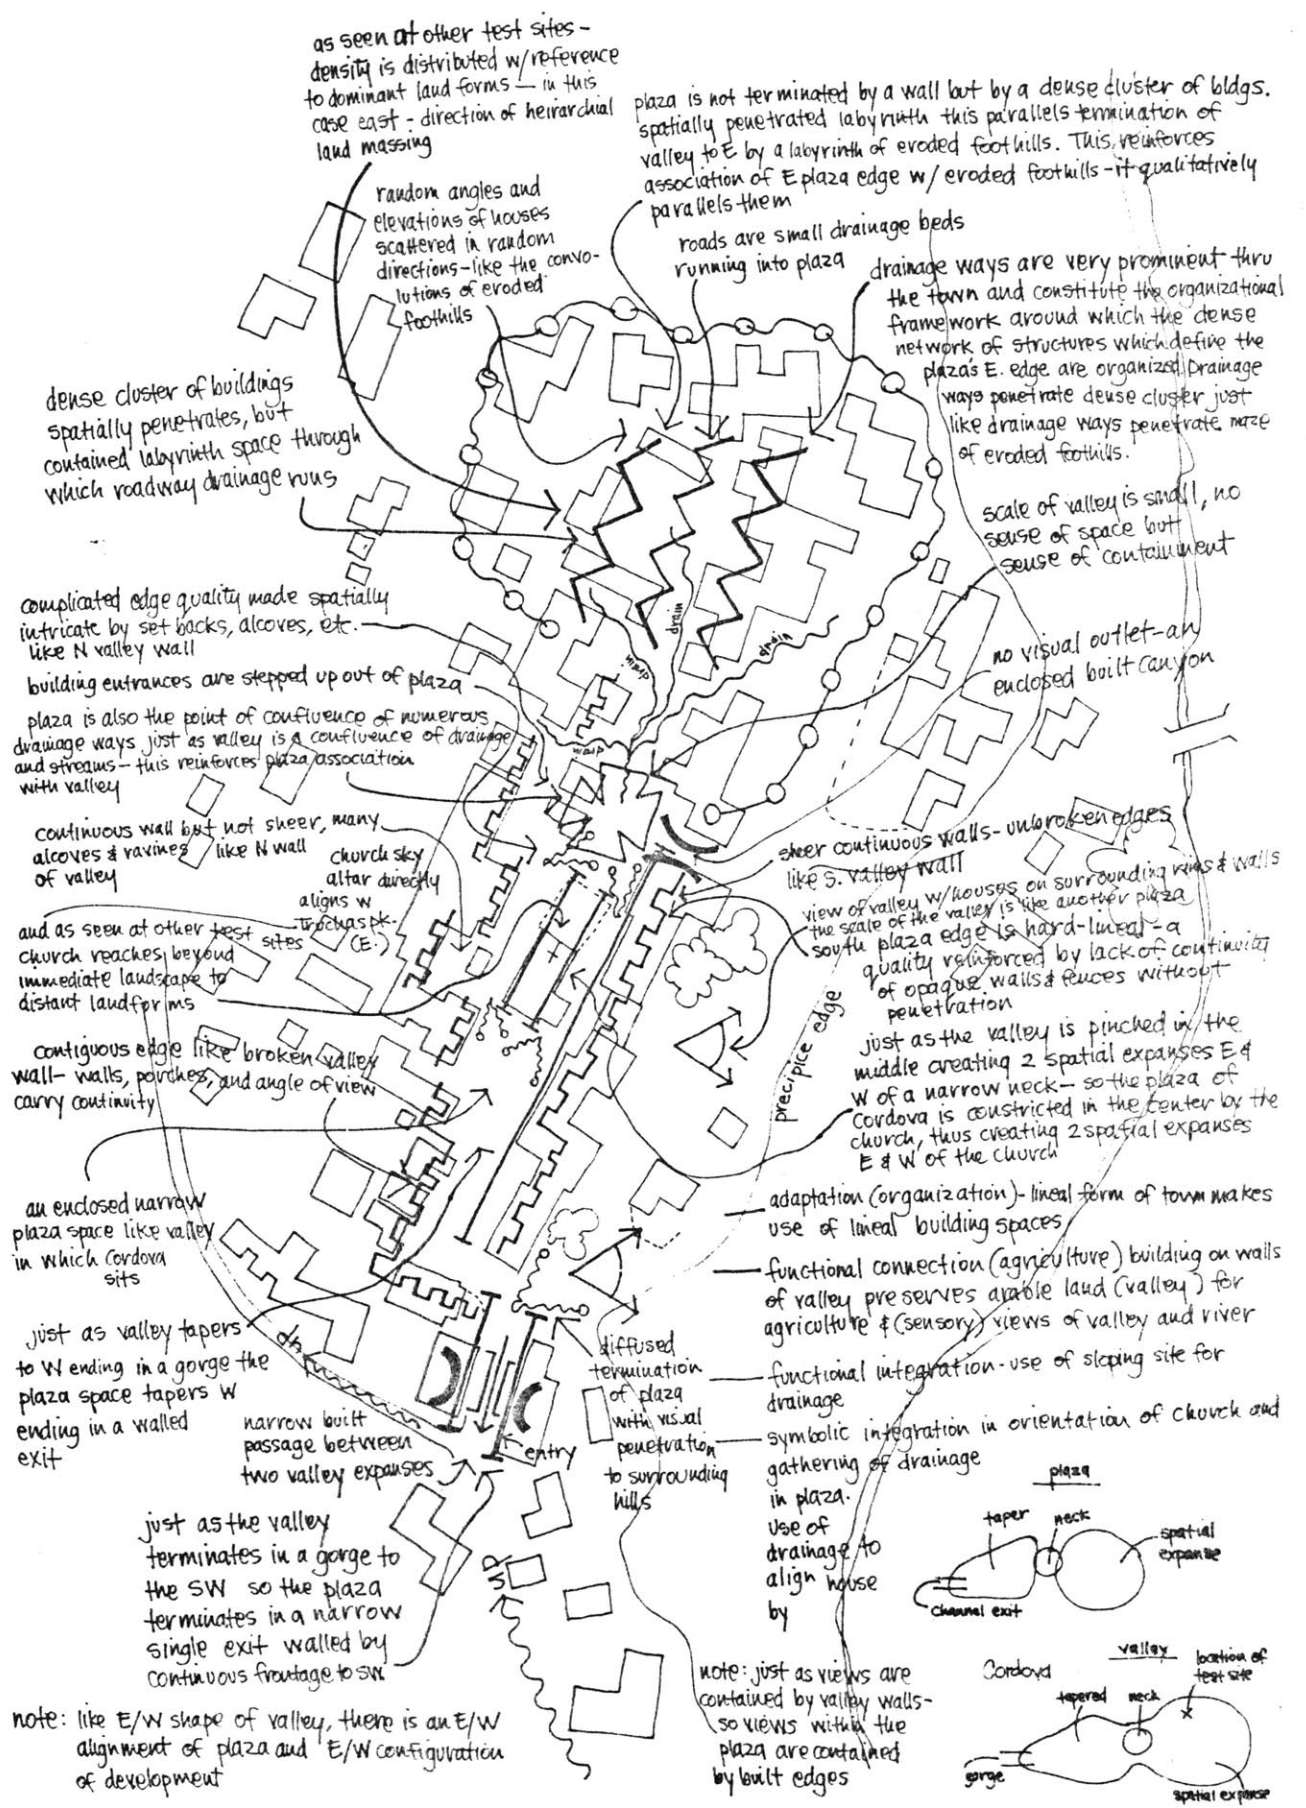 as seen at other test sites -
density is distributed w/reference
to dominant land forms — in this
case east - direction of heirarchial
land massing
plaza is not terminated by a wall but by a dense cluster of bldgs.
spatially penetrated labyrinth this parallels termination of
valley to E by a labyrinth of eroded foothills. This reinforces
association of E plaza edge w/ eroded foothills - it qualitatively
parallels them
random angles and
elevations of houses
scattered in random
directions - like the convo-
lutions of eroded
foothills
roads are small drainage beds
running into plaza
drainage ways are very prominent thru
the town and constitute the organizational
framework around which the dense
network of structures which define the
plaza's E. edge are organized. Drainage
ways penetrate dense cluster just
like drainage ways penetrate maze
of eroded foothills.
dense cluster of buildings
spatially penetrates, but
contained labyrinth space through
which roadway drainage runs
scale of valley is small, no
sense of space butt
sense of containment
complicated edge quality made spatially
intricate by set backs, alcoves, etc.
like N valley wall
no visual outlet - an
enclosed built canyon
drain
drain
building entrances are stepped up out of plaza
plaza is also the point of confluence of numerous
drainage ways just as valley is a confluence of drainage
and streams - this reinforces plaza association
with valley
continuous wall but not sheer, many
alcoves & ravines like N wall
of valley
church sky
altar directly
aligns w
truchas pk.
(E.)
sheer continuous walls - unbroken edges
like s. valley wall
view of valley w/houses on surrounding rims & walls
the scale of the valley is like another plaza
south plaza edge is hard-lineal - a
quality reinforced by lack of continuity
of opaque walls & fences without
penetration
and as seen at other test sites
church reaches beyond
immediate landscape to
distant landforms
precipice edge
just as the valley is pinched in the
middle creating 2 spatial expanses E &
W of a narrow neck - so the plaza of
Cordova is constricted in the center by the
church, thus creating 2 spatial expanses
E & W of the church
contiguous edge like broken valley
wall - walls, porches, and angle of view
carry continuity
an enclosed narrow
plaza space like valley
in which Cordova
sits
adaptation (organization) - lineal form of town makes
use of lineal building spaces
functional connection (agriculture) building on walls
of valley preserves arable land (valley) for
agriculture & (sensory) views of valley and river
just as valley tapers
to W ending in a gorge the
plaza space tapers W
ending in a walled
exit
dn
diffused
termination
of plaza
with visual
penetration
to surrounding
hills
functional integration - use of sloping site for
drainage
narrow built
passage between
two valley expanses
entry
symbolic integration in orientation of church and
gathering of drainage
in plaza.
use of
drainage to
align house
by
plaza
taper
neck
spatial
expanse
channel exit
just as the valley
terminates in a gorge to
the SW so the plaza
terminates in a narrow
single exit walled by
continuous frontage to SW
dn
note: just as views are
contained by valley walls -
so views within the
plaza are contained
by built edges
Cordova
valley
location of
test site
tapered
neck
gorge
spatial expanse
note: like E/W shape of valley, there is an E/W
alignment of plaza and E/W configuration
of development